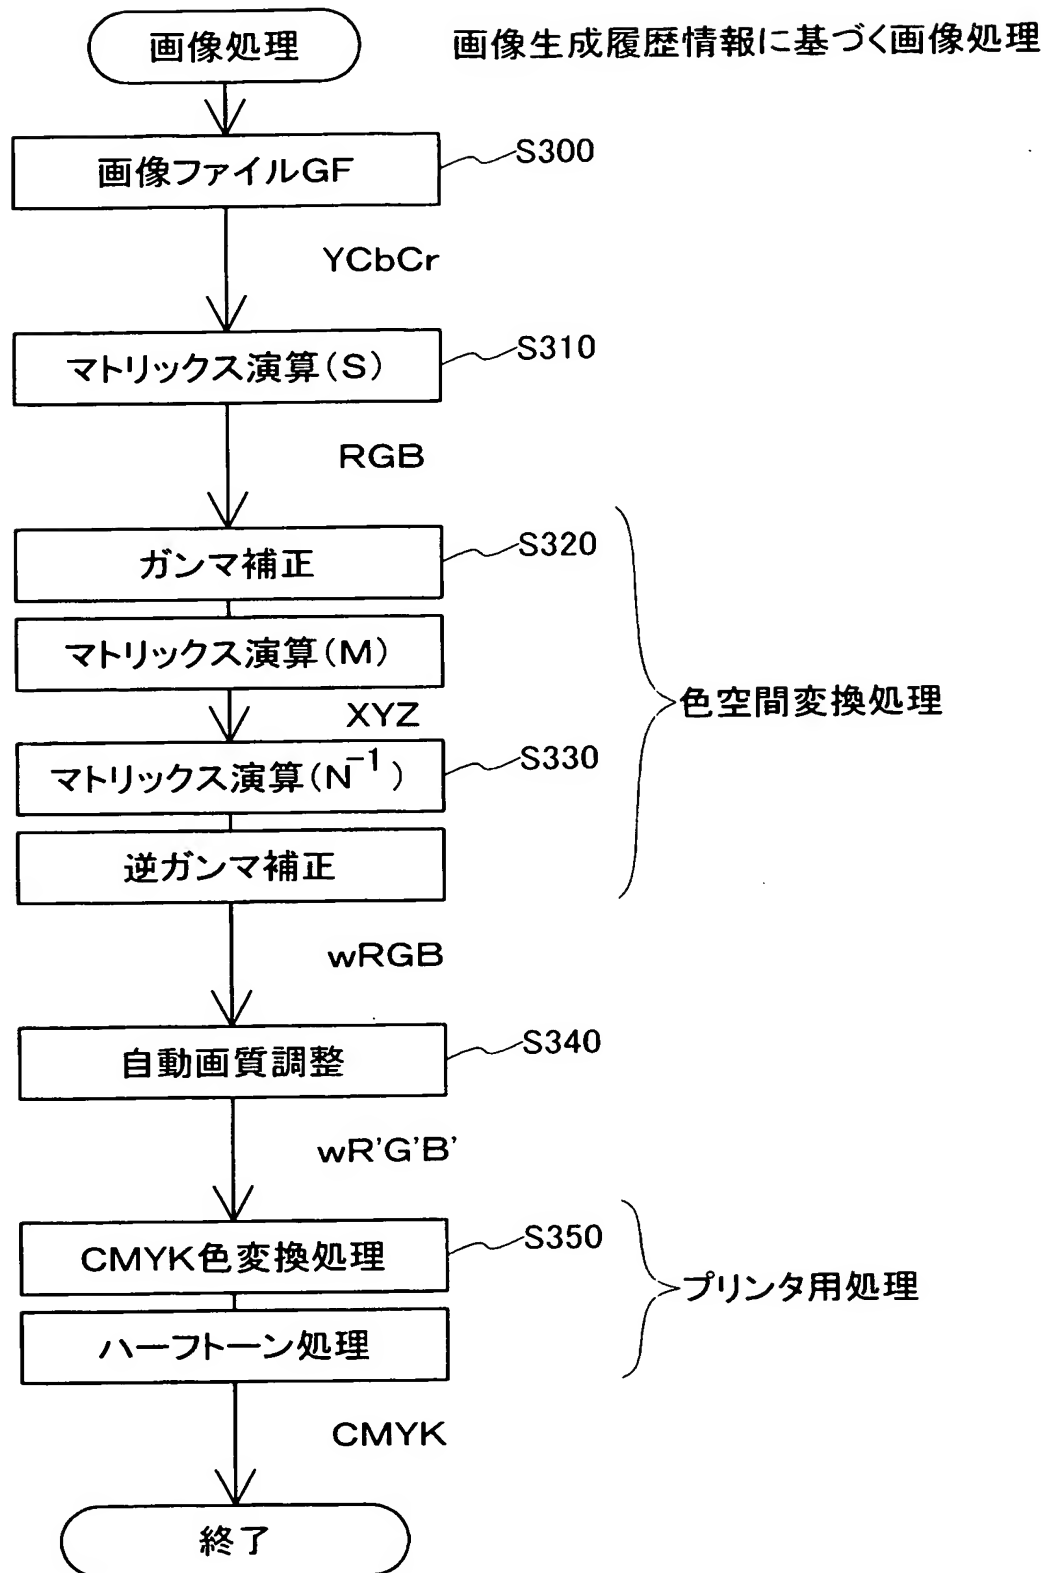 画像処理
画像生成履歴情報に基づく画像処理
画像ファイルGF
S300
YCbCr
マトリックス演算(S)
S310
RGB
ガンマ補正
S320
マトリックス演算(M)
色空間変換処理
XYZ
マトリックス演算(N⁻¹)
S330
逆ガンマ補正
wRGB
自動画質調整
S340
wR'G'B'
CMYK色変換処理
S350
プリンタ用処理
ハーフトーン処理
CMYK
終了